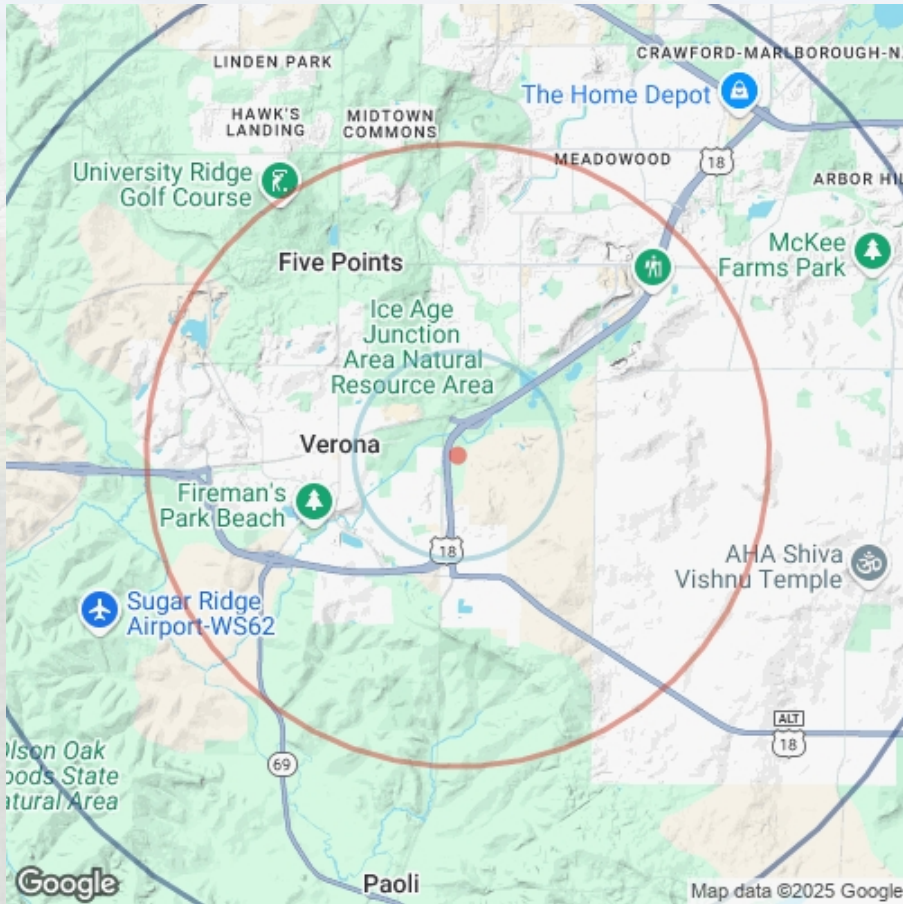 LINDEN PARK
CRAWFORD-MARLBOROUGH-N
The Home Depot
HAWK'S
LANDING
MIDTOWN
COMMONS
18
MEADOWOOD
University Ridge
Golf Course
ARBOR HIL
McKee
Farms Park
Five Points
Ice Age
Junction
Area Natural
Resource Area
Verona
Fireman's
Park Beach
18
AHA Shiva
Vishnu Temple
Sugar Ridge
Airport-WS62
ALT
18
69
Olson Oak
oods State
atural Area
Paoli
Google
Map data ©2025 Google